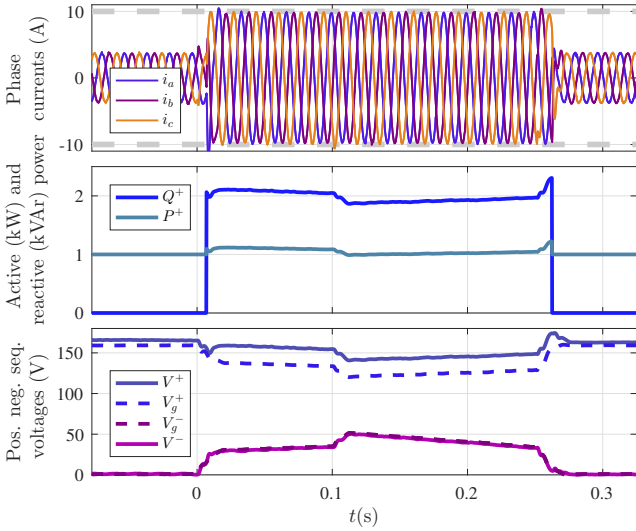 Phase
currents (A)
10
0
-10
i_a
i_b
i_c
Active (kW) and
reactive (kVAr) power
2
1
0
Q^+
P^+
Pos. neg. seq.
voltages (V)
150
100
50
0
V^+
V_g^+
V_g^-
V^-
0
0.1
0.2
0.3
t(s)